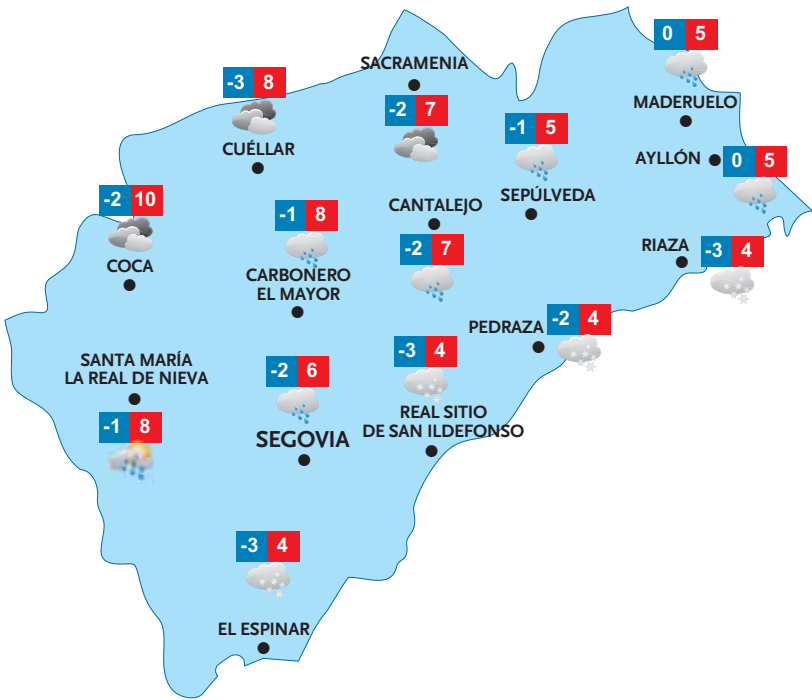 0 5
MADERUELO
SACRAMENIA
-2 7
-3 8
CUÉLLAR
-1 5
SEPÚLVEDA
AYLLÓN
0 5
-2 10
COCA
-1 8
CARBONERO
EL MAYOR
CANTALEJO
-2 7
RIAZA
-3 4
PEDRAZA
-2 4
SANTA MARÍA
LA REAL DE NIEVA
-1 8
-2 6
SEGOVIA
-3 4
REAL SITIO
DE SAN ILDEFONSO
-3 4
EL ESPINAR